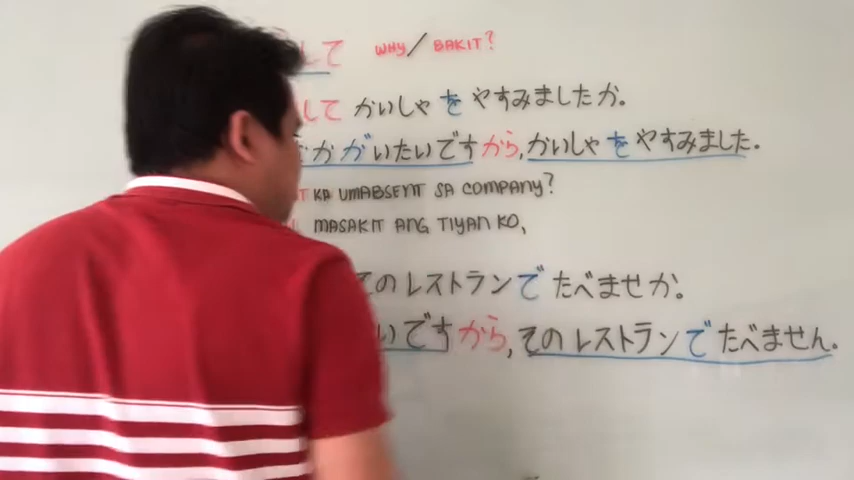 して WHY/BAKIT?
して かいしゃ を やすみましたか。
なか が いたいです から, かいしゃ を やすみました.
KA UMABSENT SA COMPANY?
MASAKIT ANG TIYAN KO,
てのレストラン で たべませか。
いです から, そのレストラン で たべません.